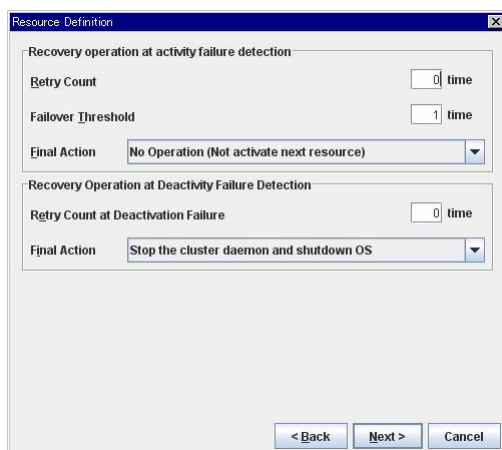 Resource Definition
Recovery operation at activity failure detection
Retry Count 0 time
Failover Threshold 1 time
Final Action No Operation (Not activate next resource)
Recovery Operation at Deactivity Failure Detection
Retry Count at Deactivation Failure 0 time
Final Action Stop the cluster daemon and shutdown OS
< Back Next > Cancel